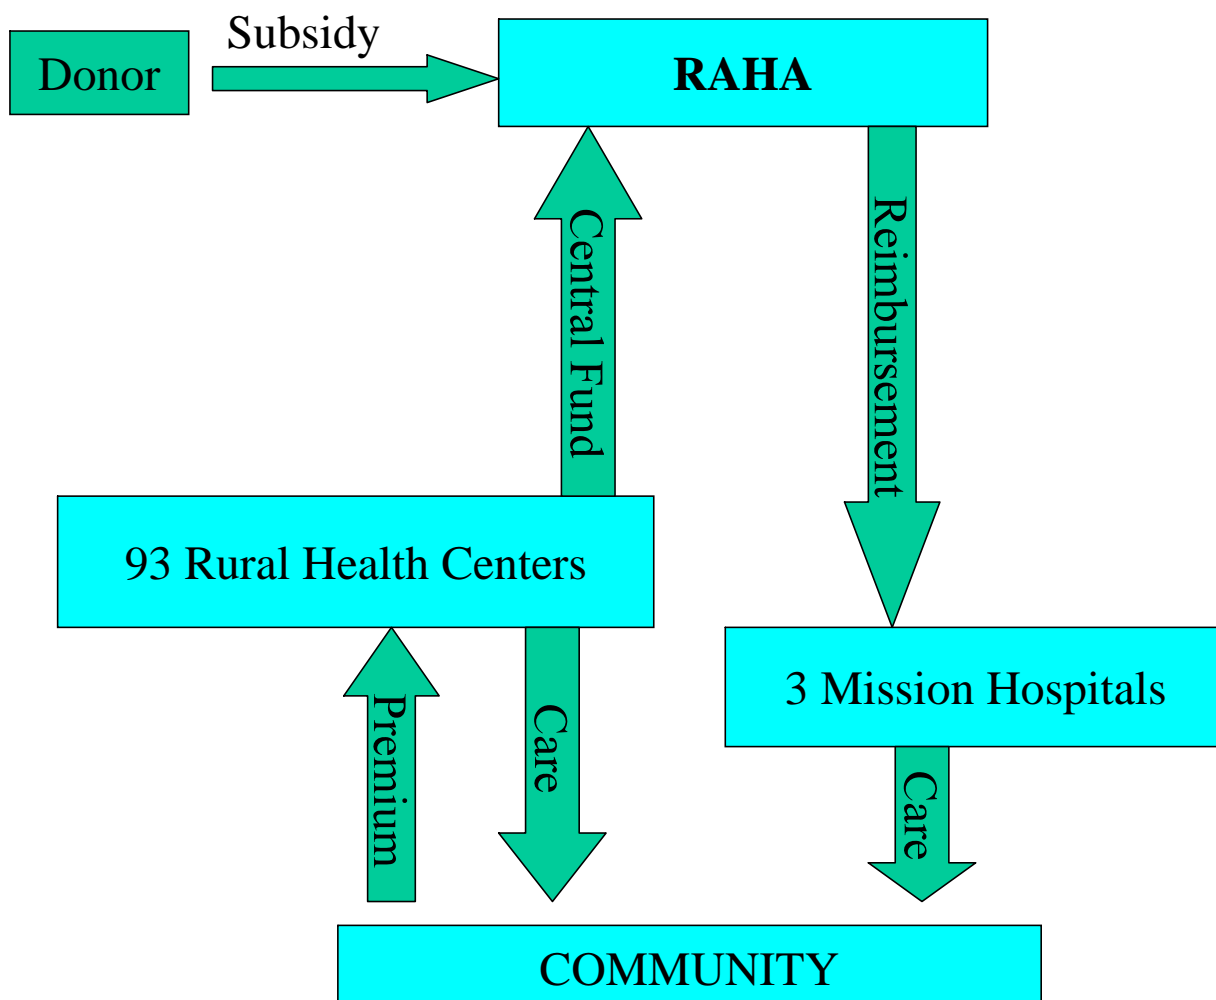 Subsidy
Donor
RAHA
Central Fund
Reimbursement
93 Rural Health Centers
3 Mission Hospitals
Premium
Care
Care
COMMUNITY